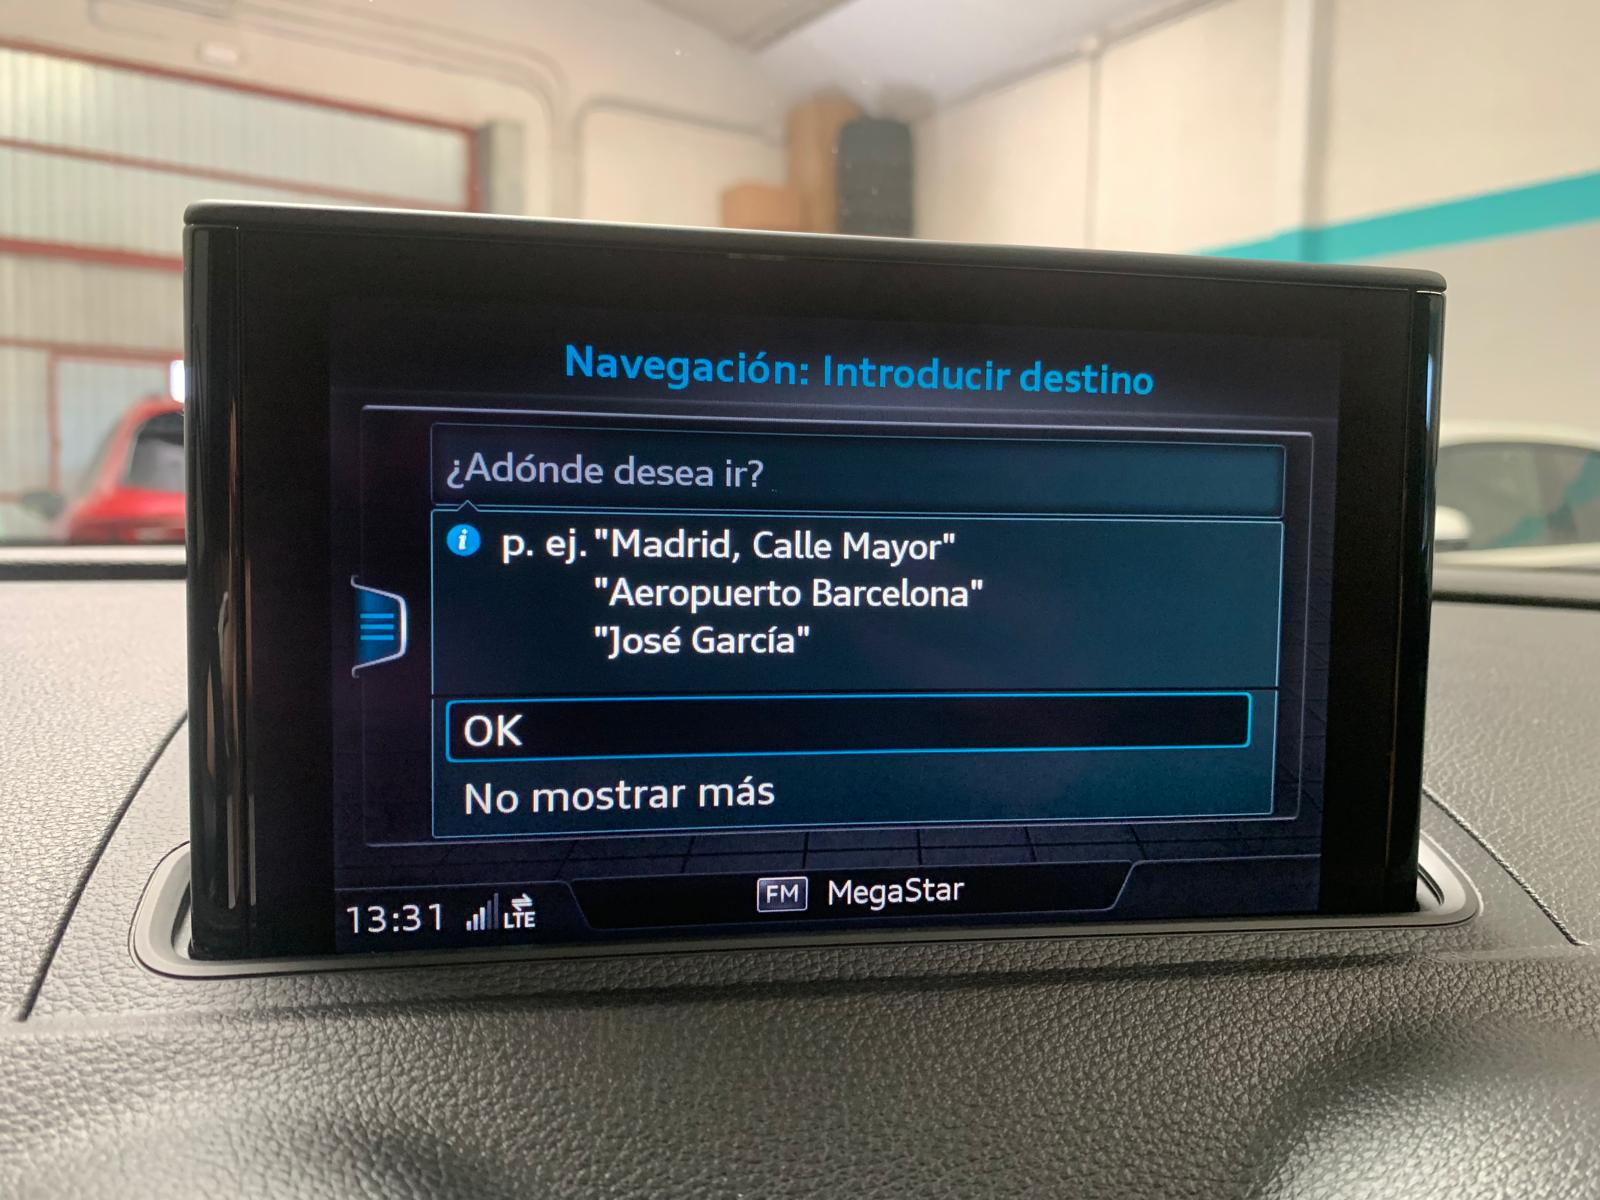 Navegación: Introducir destino
¿Adónde desea ir?
i p. ej. "Madrid, Calle Mayor"
"Aeropuerto Barcelona"
"José García"
OK
No mostrar más
FM MegaStar
13:31 LTE